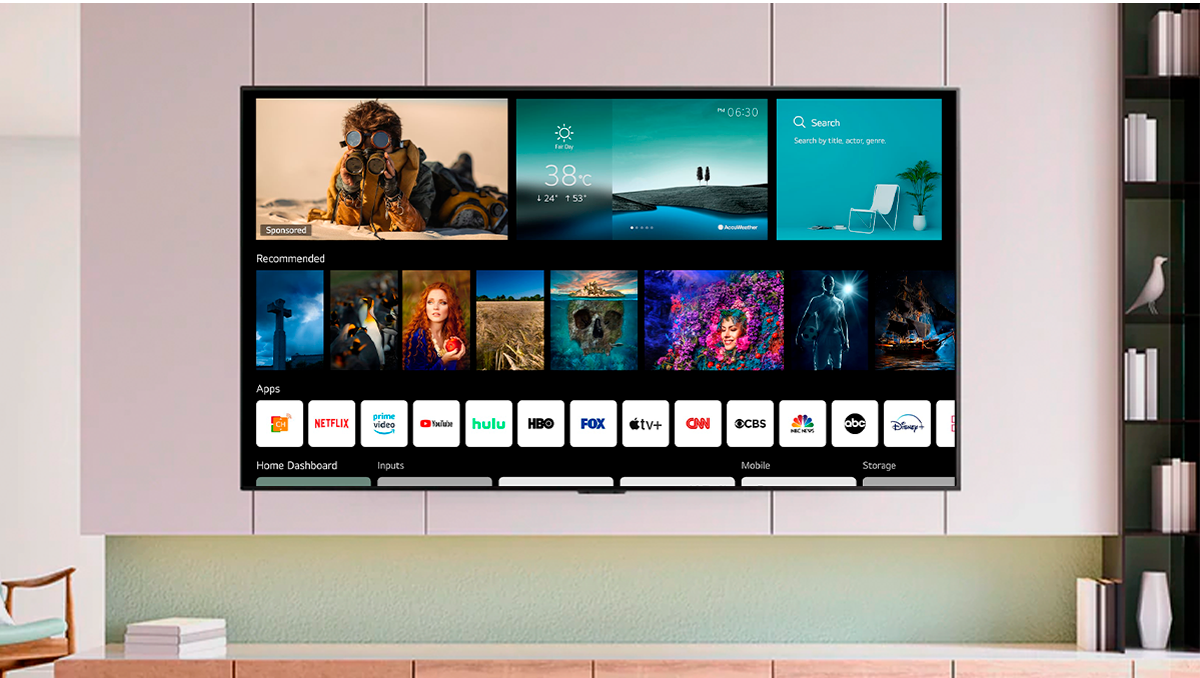 Sponsored
Fair Day
38°C
↓ 24° ↑ 53°
PM 06:30
AccuWeather
Search
Search by title, actor, genre.
Recommended
Apps
CH
NETFLIX
prime video
YouTube
hulu
HBO
FOX
tv+
CNN
CBS
NBC NEWS
abc
Disney+
Home Dashboard
Inputs
Mobile
Storage